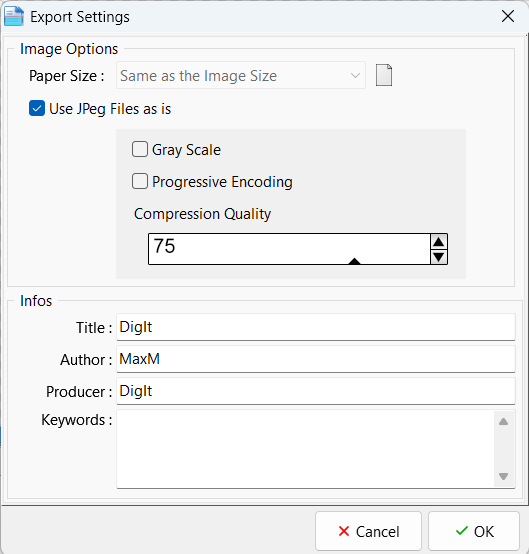 Export Settings
Image Options
Paper Size : Same as the Image Size
Use JPeg Files as is
Gray Scale
Progressive Encoding
Compression Quality
75
Infos
Title : DigIt
Author : MaxM
Producer : DigIt
Keywords :
Cancel OK